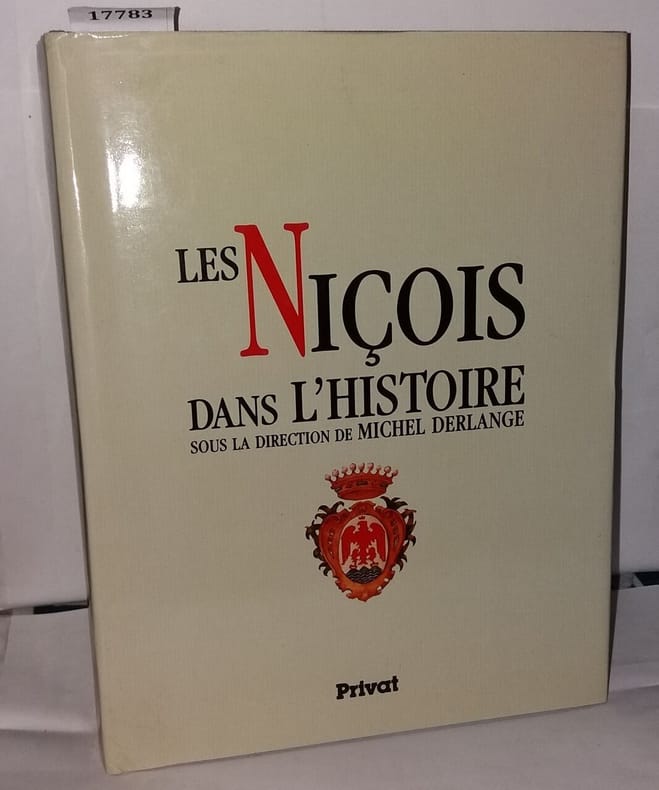 17783
LES NIÇOIS
DANS L'HISTOIRE
SOUS LA DIRECTION DE MICHEL DERLANGE
Privat